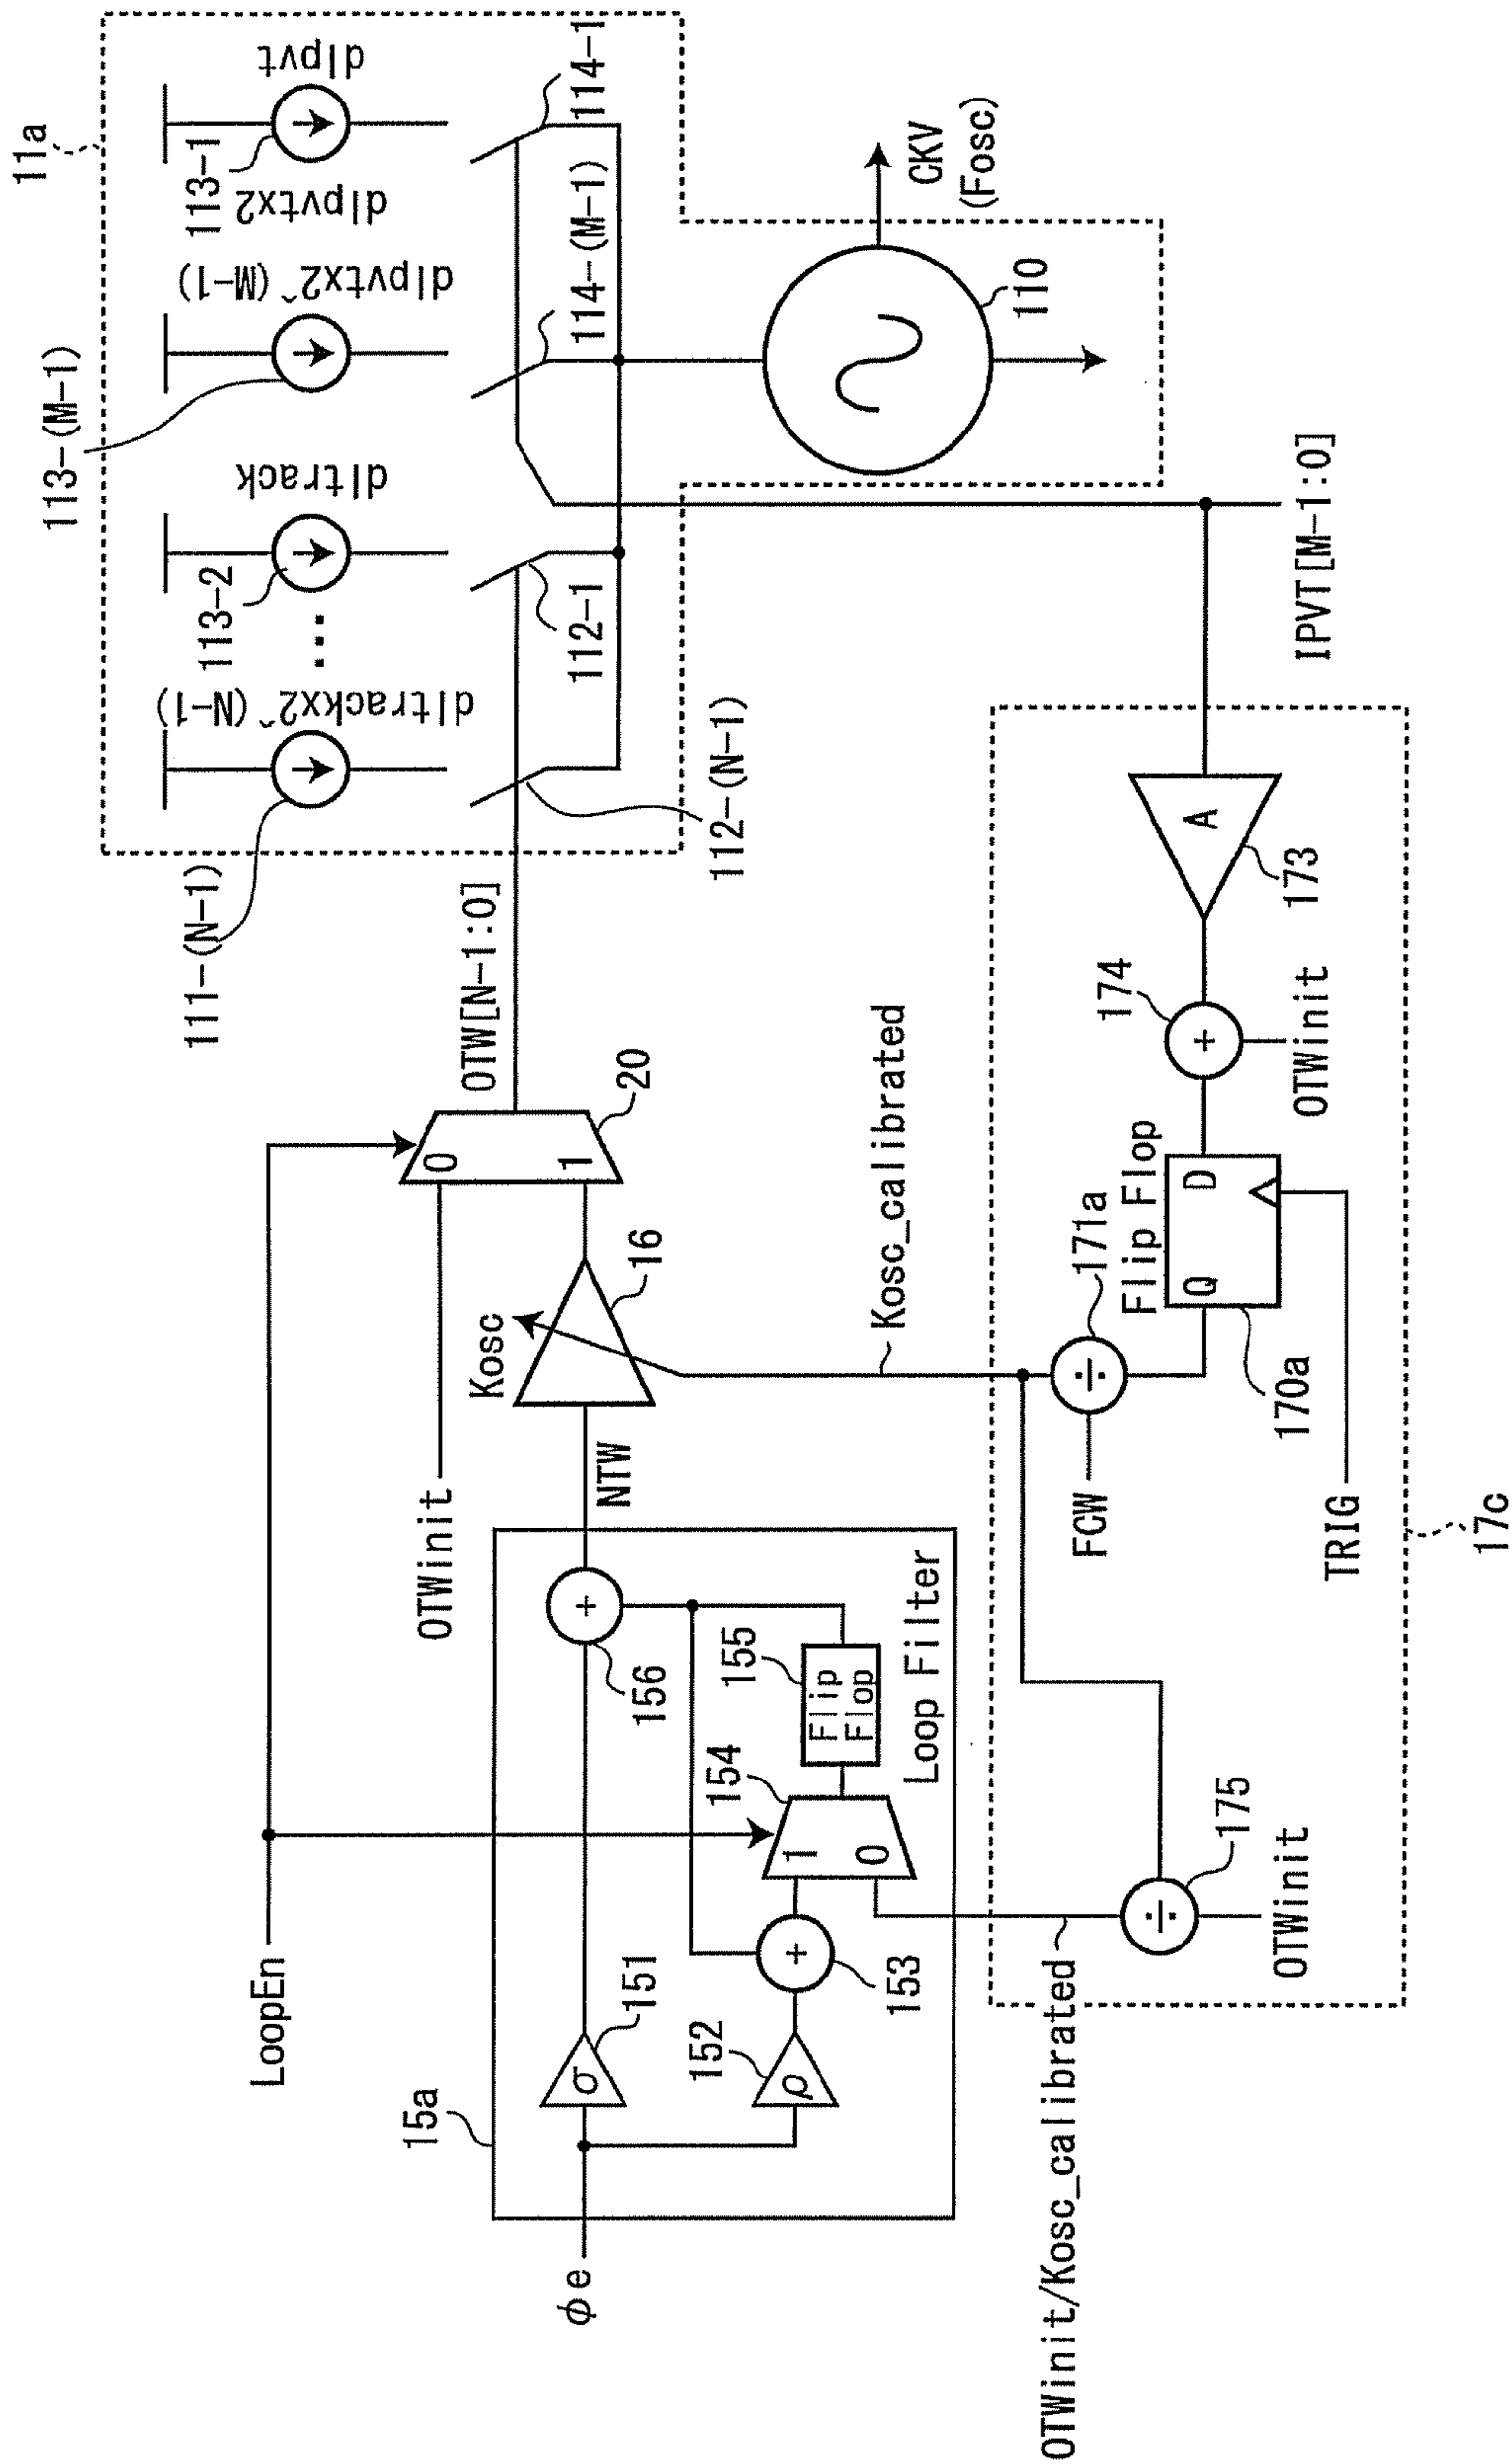 11a
dIpvt
113-1
dIpvtx2
dIpvtx2^(M-1)
113-(M-1)
dItrack
113-2
...
dItrackx2^(N-1)
111-(N-1)
114-1
114-(M-1)
112-1
112-(N-1)
CKV
(Fosc)
110
IPVT[M-1:0]
OTW[N-1:0]
20
0
1
OTWinit
16
Kosc
NTW
Kosc_calibrated
LoopEn
15a
φe
σ
151
ρ
152
+
153
154
1
0
155
Flip
Flop
+
156
Loop Filter
A
173
174
+
OTWinit
Flip Flop
D
Q
170a
171a
÷
FCW
TRIG
17c
175
÷
OTWinit
OTWinit/Kosc_calibrated